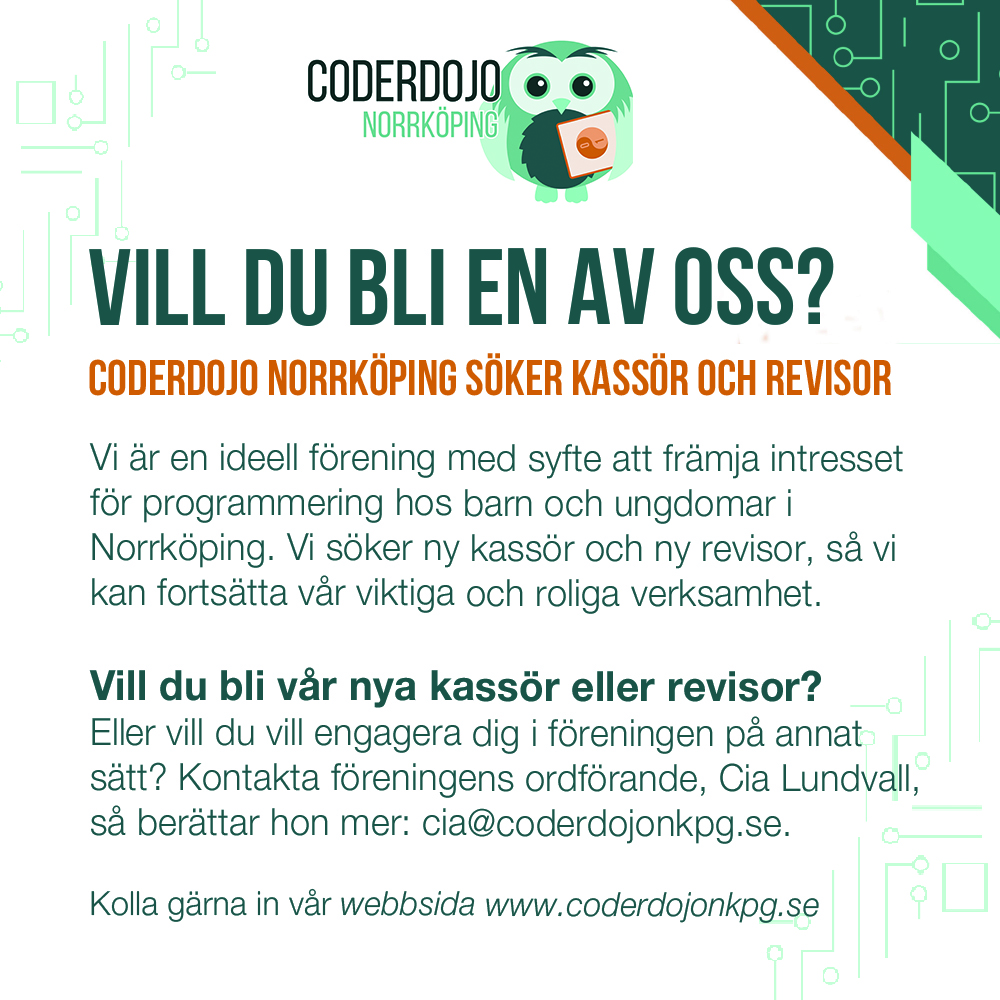 CODERDOJO
NORRKÖPING
VILL DU BLI EN AV OSS?
CODERDOJO NORRKÖPING SÖKER KASSÖR OCH REVISOR
Vi är en ideell förening med syfte att främja intresset
för programmering hos barn och ungdomar i
Norrköping. Vi söker ny kassör och ny revisor, så vi
kan fortsätta vår viktiga och roliga verksamhet.
Vill du bli vår nya kassör eller revisor?
Eller vill du vill engagera dig i föreningen på annat
sätt? Kontakta föreningens ordförande, Cia Lundvall,
så berättar hon mer: cia@coderdojonkpg.se.
Kolla gärna in vår webbsida www.coderdojonkpg.se